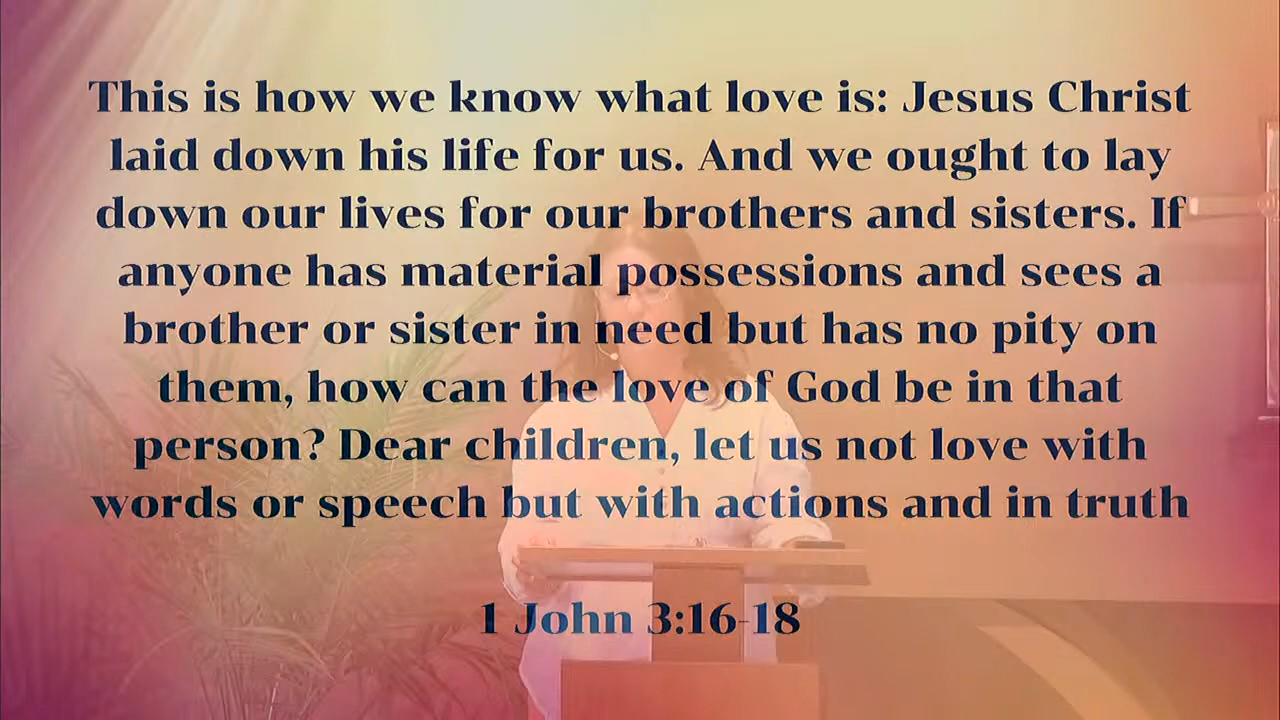 This is how we know what love is: Jesus Christ
laid down his life for us. And we ought to lay
down our lives for our brothers and sisters. If
anyone has material possessions and sees a
brother or sister in need but has no pity on
them, how can the love of God be in that
person? Dear children, let us not love with
words or speech but with actions and in truth
1 John 3:16-18